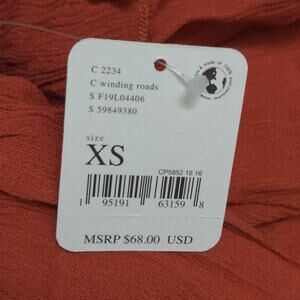 C 2234
C winding roads
S F19L04406
S 59849380
size
XS
CP5852 16 16
1 95191 63159 8
MSRP $68.00 USD